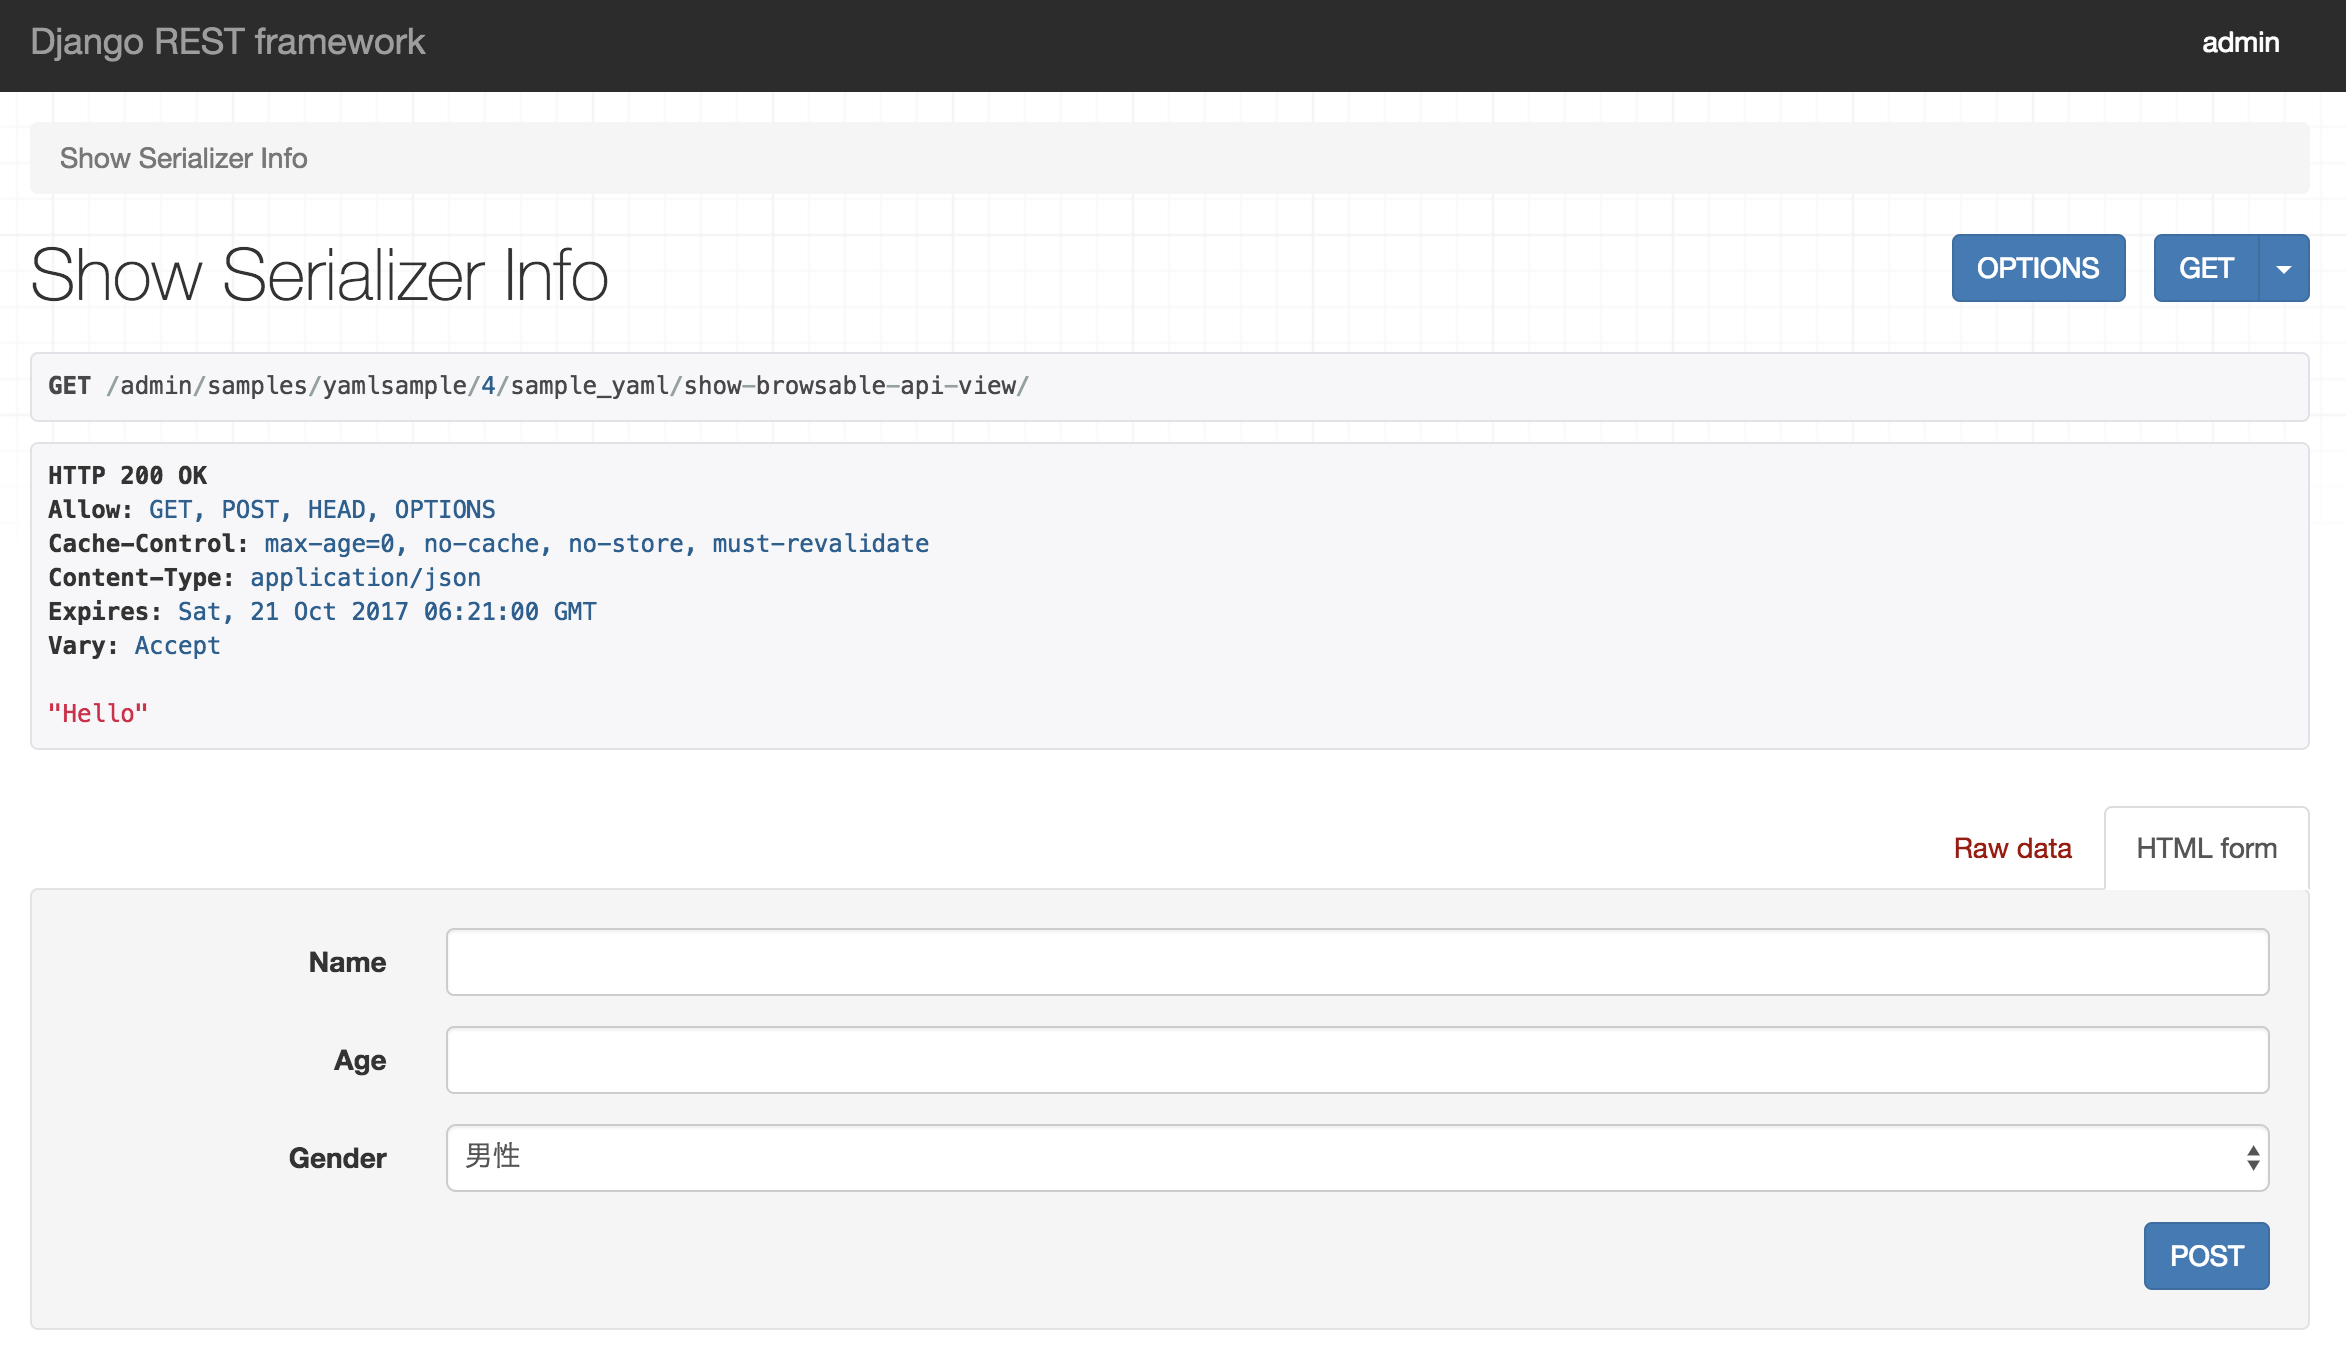 Django REST framework
admin
Show Serializer Info
Show Serializer Info
OPTIONS
GET
GET /admin/samples/yamlsample/4/sample_yaml/show-browsable-api-view/
HTTP 200 OK
Allow: GET, POST, HEAD, OPTIONS
Cache-Control: max-age=0, no-cache, no-store, must-revalidate
Content-Type: application/json
Expires: Sat, 21 Oct 2017 06:21:00 GMT
Vary: Accept
"Hello"
Raw data
HTML form
Name
Age
Gender
男性
POST